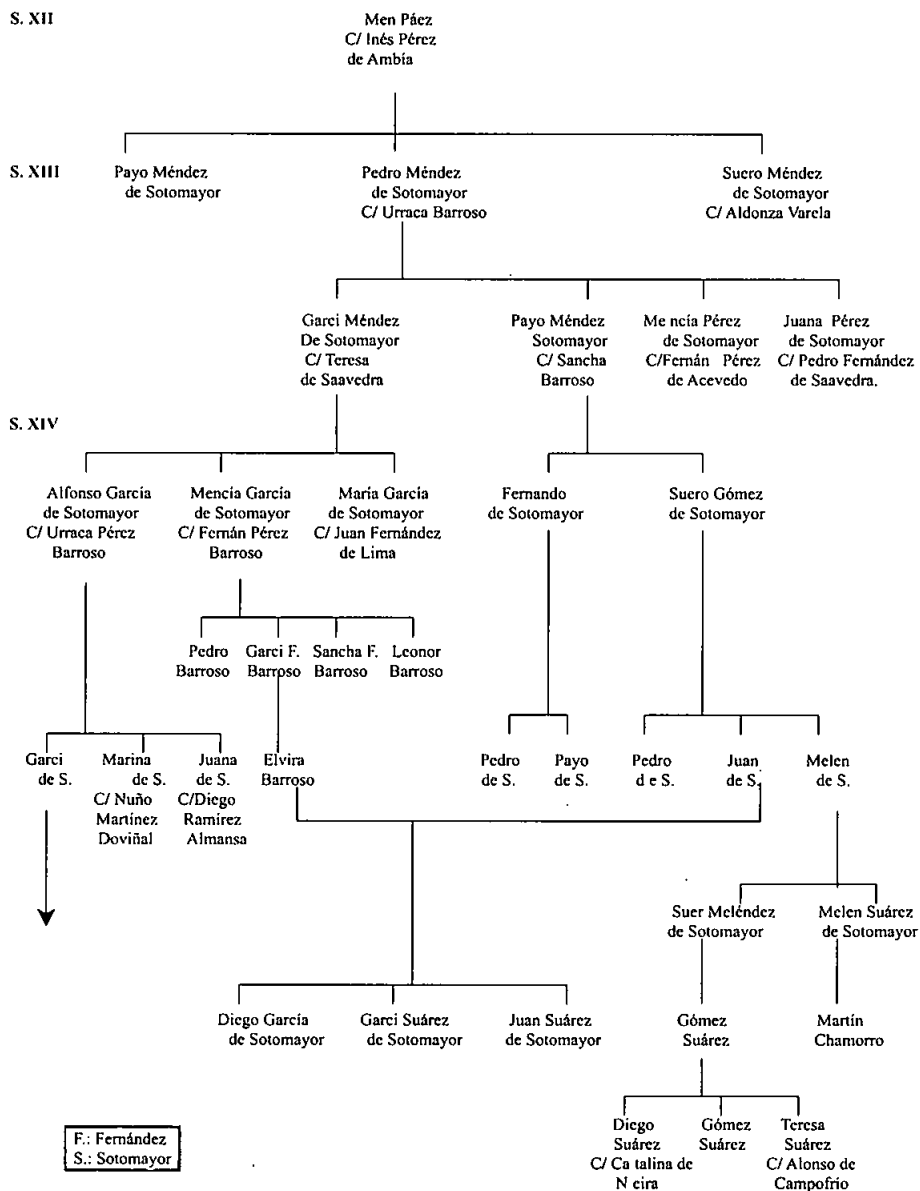 S. XII
Men Páez
C/ Inés Pérez
de Ambía
S. XIII
Payo Méndez
de Sotomayor
Pedro Méndez
de Sotomayor
C/ Urraca Barroso
Suero Méndez
de Sotomayor
C/ Aldonza Varela
Garci Méndez
De Sotomayor
C/ Teresa
de Saavedra
Payo Méndez
Sotomayor
C/ Sancha
Barroso
Me ncía Pérez
de Sotomayor
C/Fernán Pérez
de Acevedo
Juana Pérez
de Sotomayor
C/ Pedro Fernández
de Saavedra.
S. XIV
Alfonso García
de Sotomayor
C/ Urraca Pérez
Barroso
Mencía García
de Sotomayor
C/ Fernán Pérez
Barroso
María García
de Sotomayor
C/ Juan Fernández
de Lima
Fernando
de Sotomayor
Suero Gómez
de Sotomayor
Pedro
Barroso
Garci F.
Barroso
Sancha F.
Barroso
Leonor
Barroso
Garci
de S.
Marina
de S.
C/ Nuño
Martínez
Doviñal
Juana
de S.
C/Diego
Ramírez
Almansa
Elvira
Barroso
Pedro
de S.
Payo
de S.
Pedro
d e S.
Juan
de S.
Melen
de S.
Suer Meléndez
de Sotomayor
Melen Suárez
de Sotomayor
Diego García
de Sotomayor
Garci Suárez
de Sotomayor
Juan Suárez
de Sotomayor
Gómez
Suárez
Martín
Chamorro
Diego
Suárez
C/ Ca talina de
N eira
Gómez
Suárez
Teresa
Suárez
C/ Alonso de
Campofrío
F.: Fernández
S.: Sotomayor